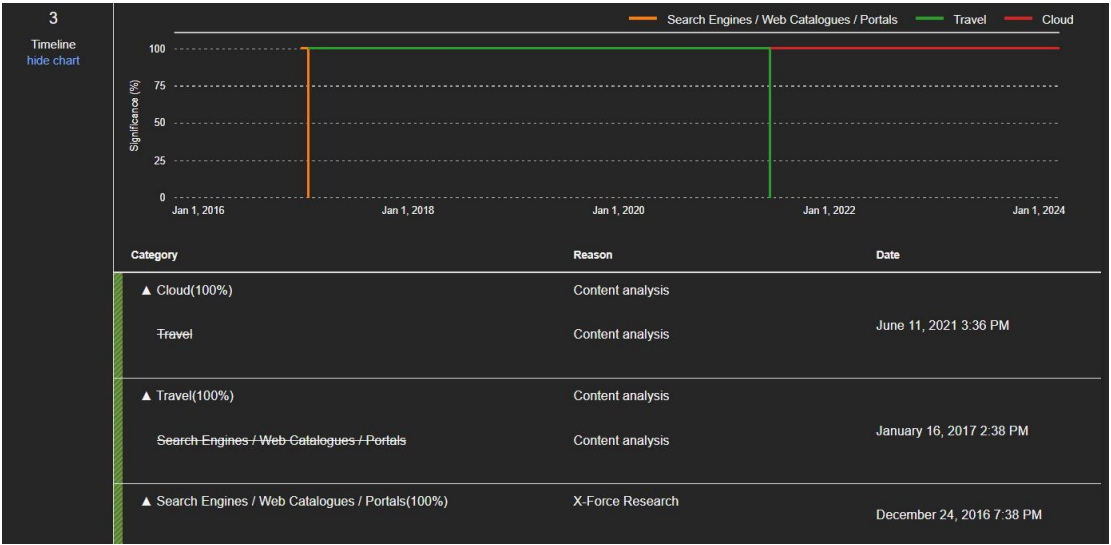 3
Timeline
hide chart
Search Engines / Web Catalogues / Portals Travel Cloud
Significance (%)
100
75
50
25
0
Jan 1, 2016 Jan 1, 2018 Jan 1, 2020 Jan 1, 2022 Jan 1, 2024
Category Reason Date
▲ Cloud(100%) Content analysis
June 11, 2021 3:36 PM
Travel Content analysis
▲ Travel(100%) Content analysis
January 16, 2017 2:38 PM
Search Engines / Web Catalogues / Portals Content analysis
▲ Search Engines / Web Catalogues / Portals(100%) X-Force Research
December 24, 2016 7:38 PM